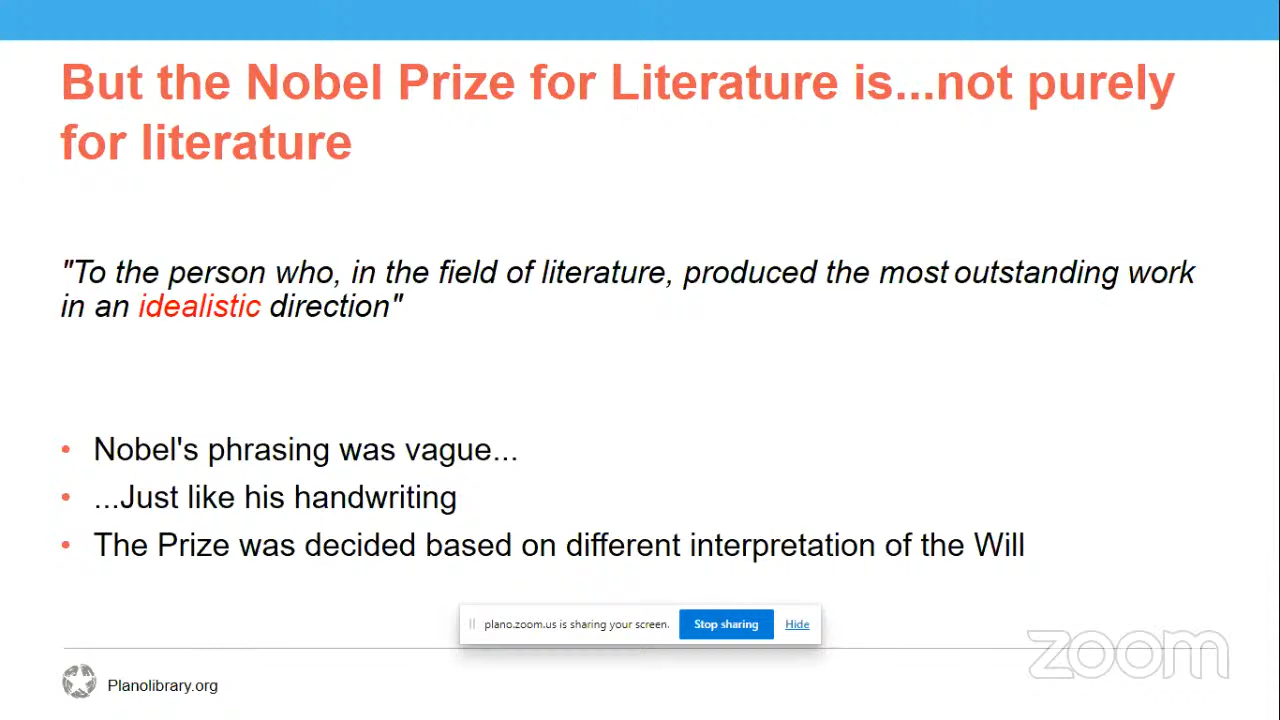 But the Nobel Prize for Literature is...not purely
for literature
"To the person who, in the field of literature, produced the most outstanding work
in an idealistic direction"
• Nobel's phrasing was vague...
• ...Just like his handwriting
• The Prize was decided based on different interpretation of the Will
plano.zoom.us is sharing your screen. Stop sharing Hide
zoom
Planolibrary.org